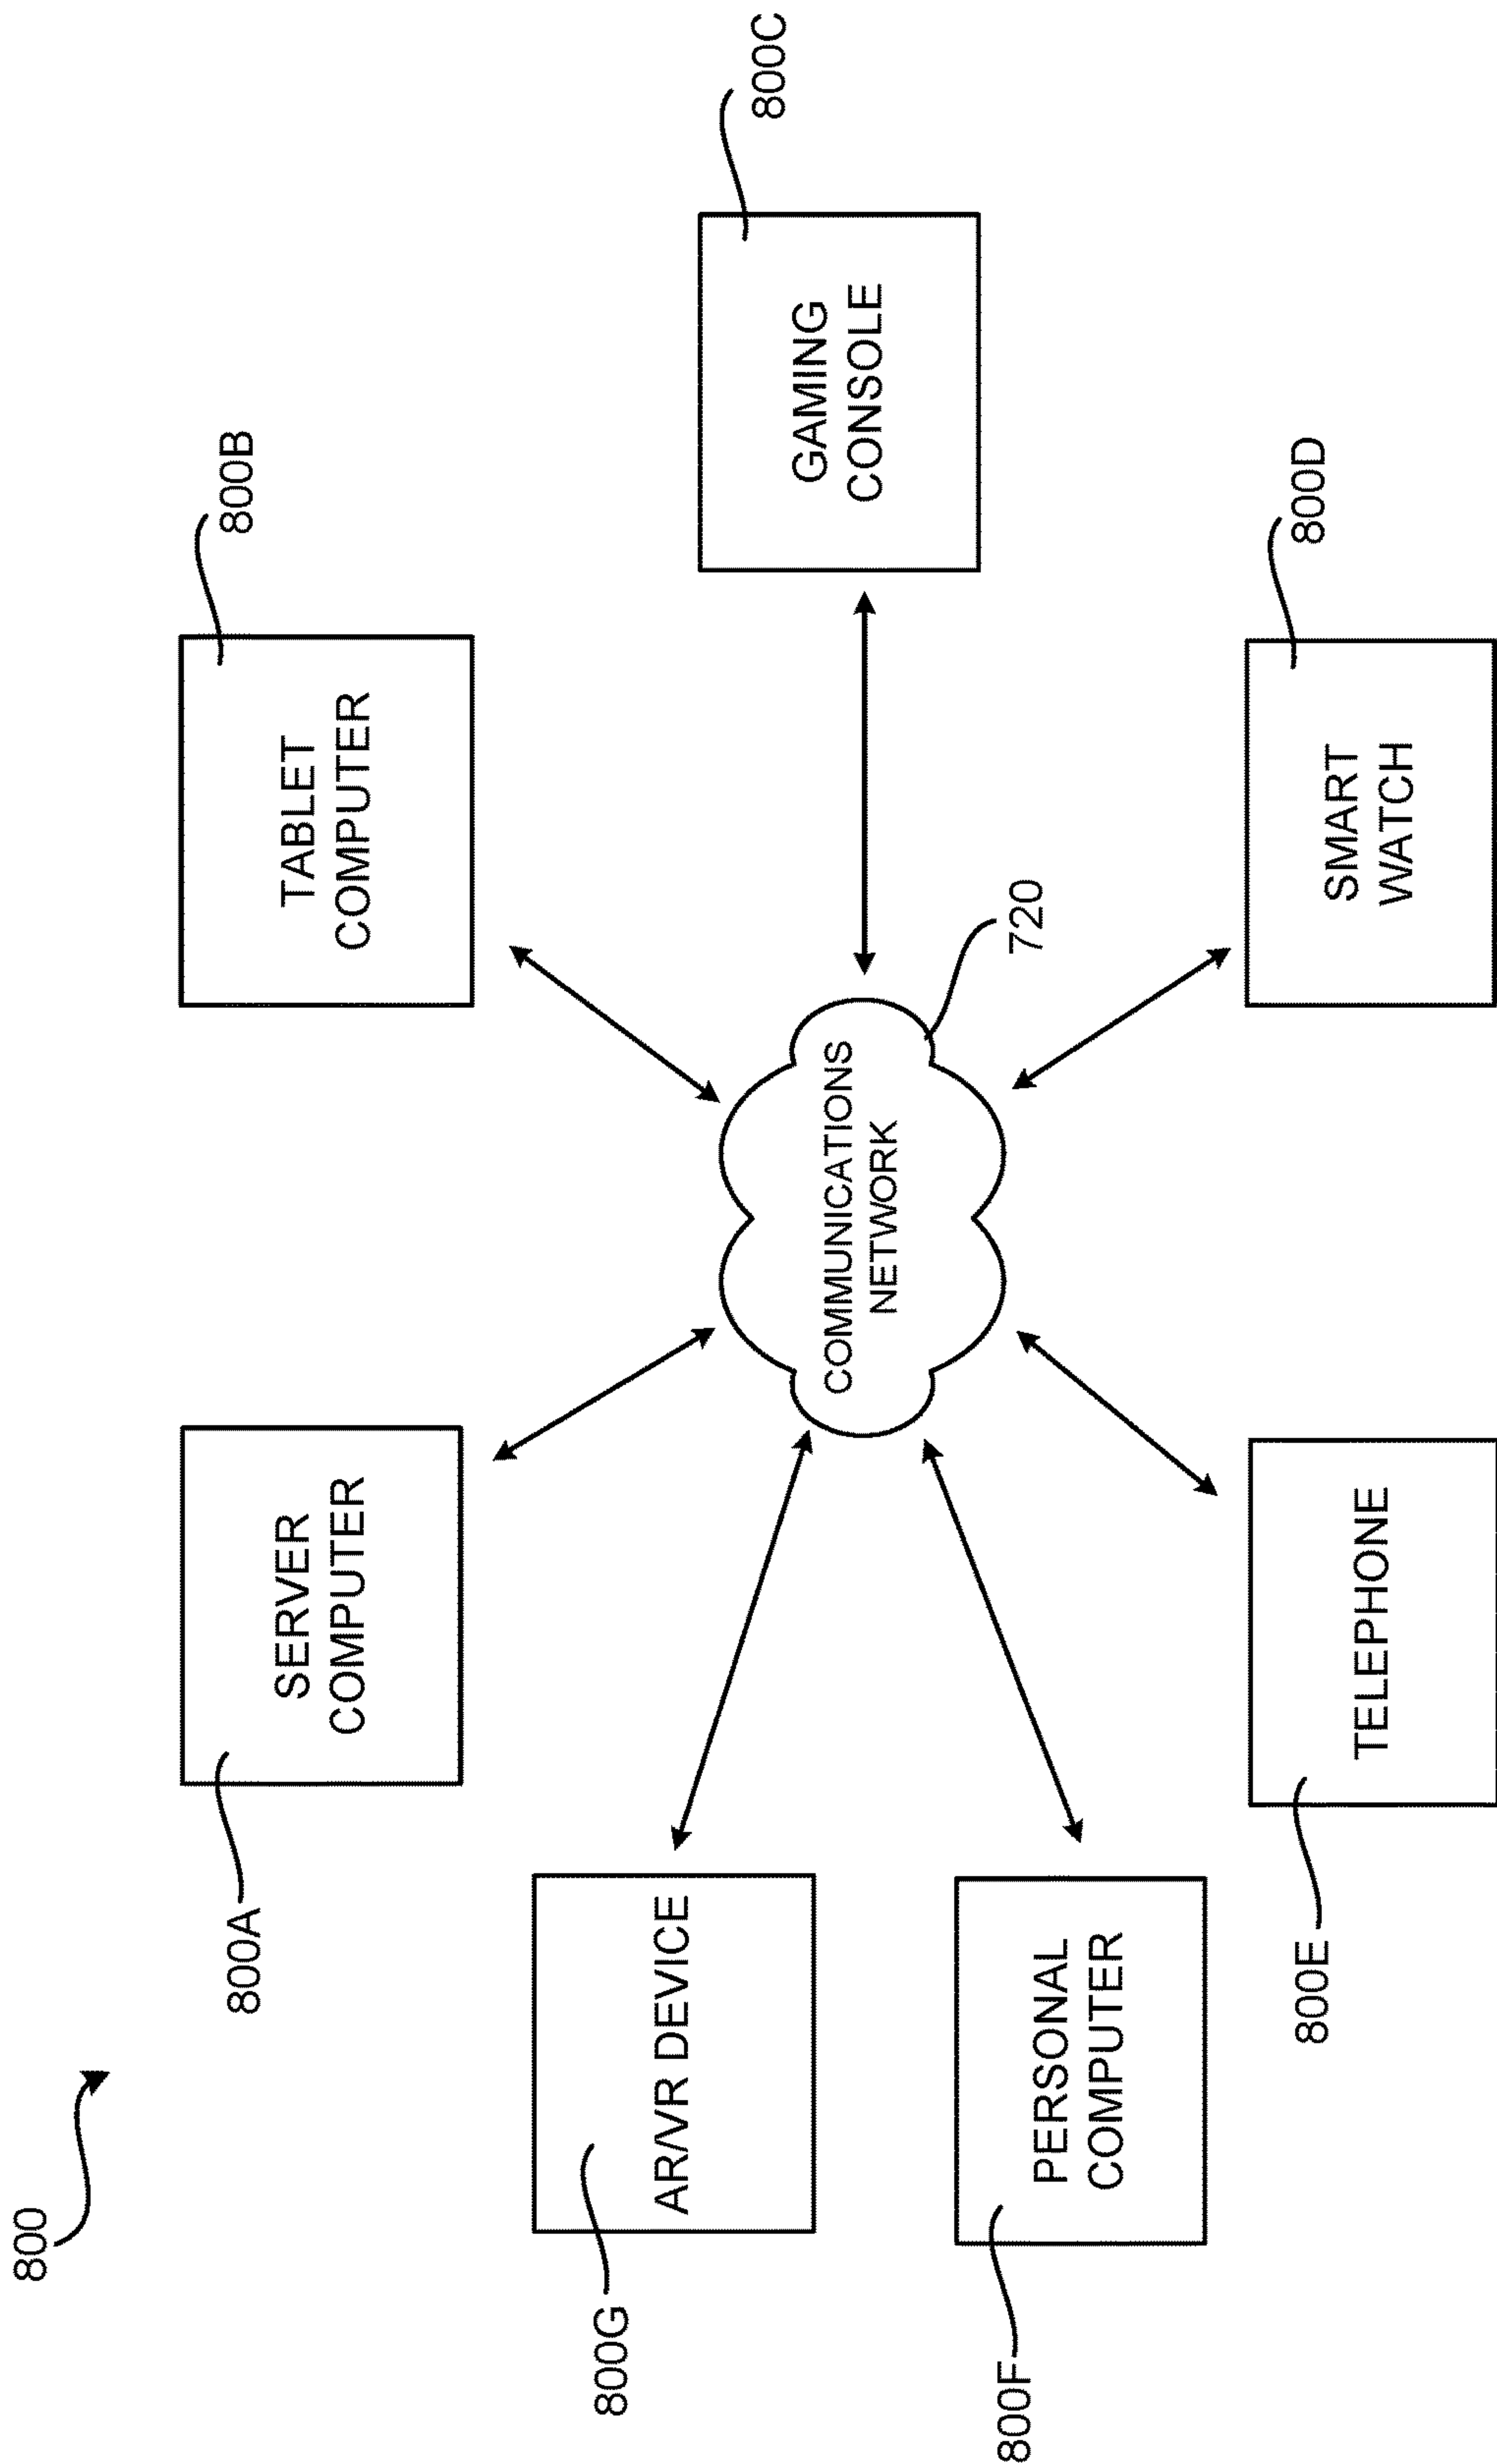 800
800A
SERVER
COMPUTER
TABLET
COMPUTER
800B
800G
AR/VR DEVICE
COMMUNICATIONS
NETWORK
720
GAMING
CONSOLE
800C
800F
PERSONAL
COMPUTER
800E
TELEPHONE
SMART
WATCH
800D